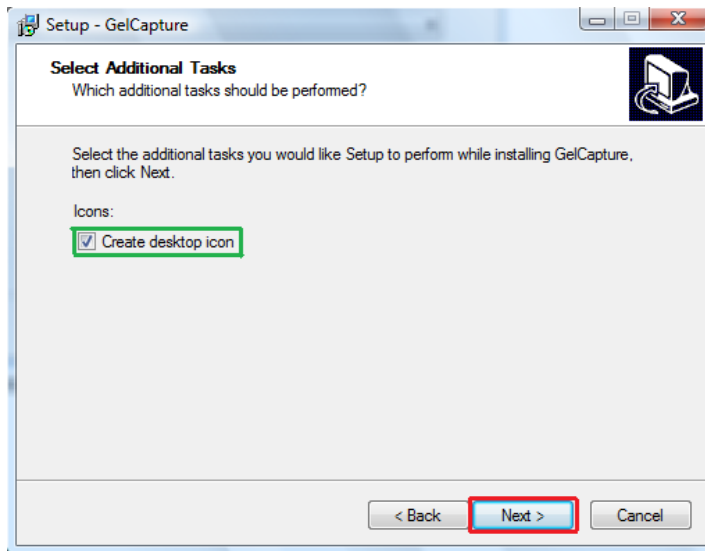 Setup - GelCapture
Select Additional Tasks
Which additional tasks should be performed?
Select the additional tasks you would like Setup to perform while installing GelCapture,
then click Next.
Icons:
Create desktop icon
< Back
Next >
Cancel